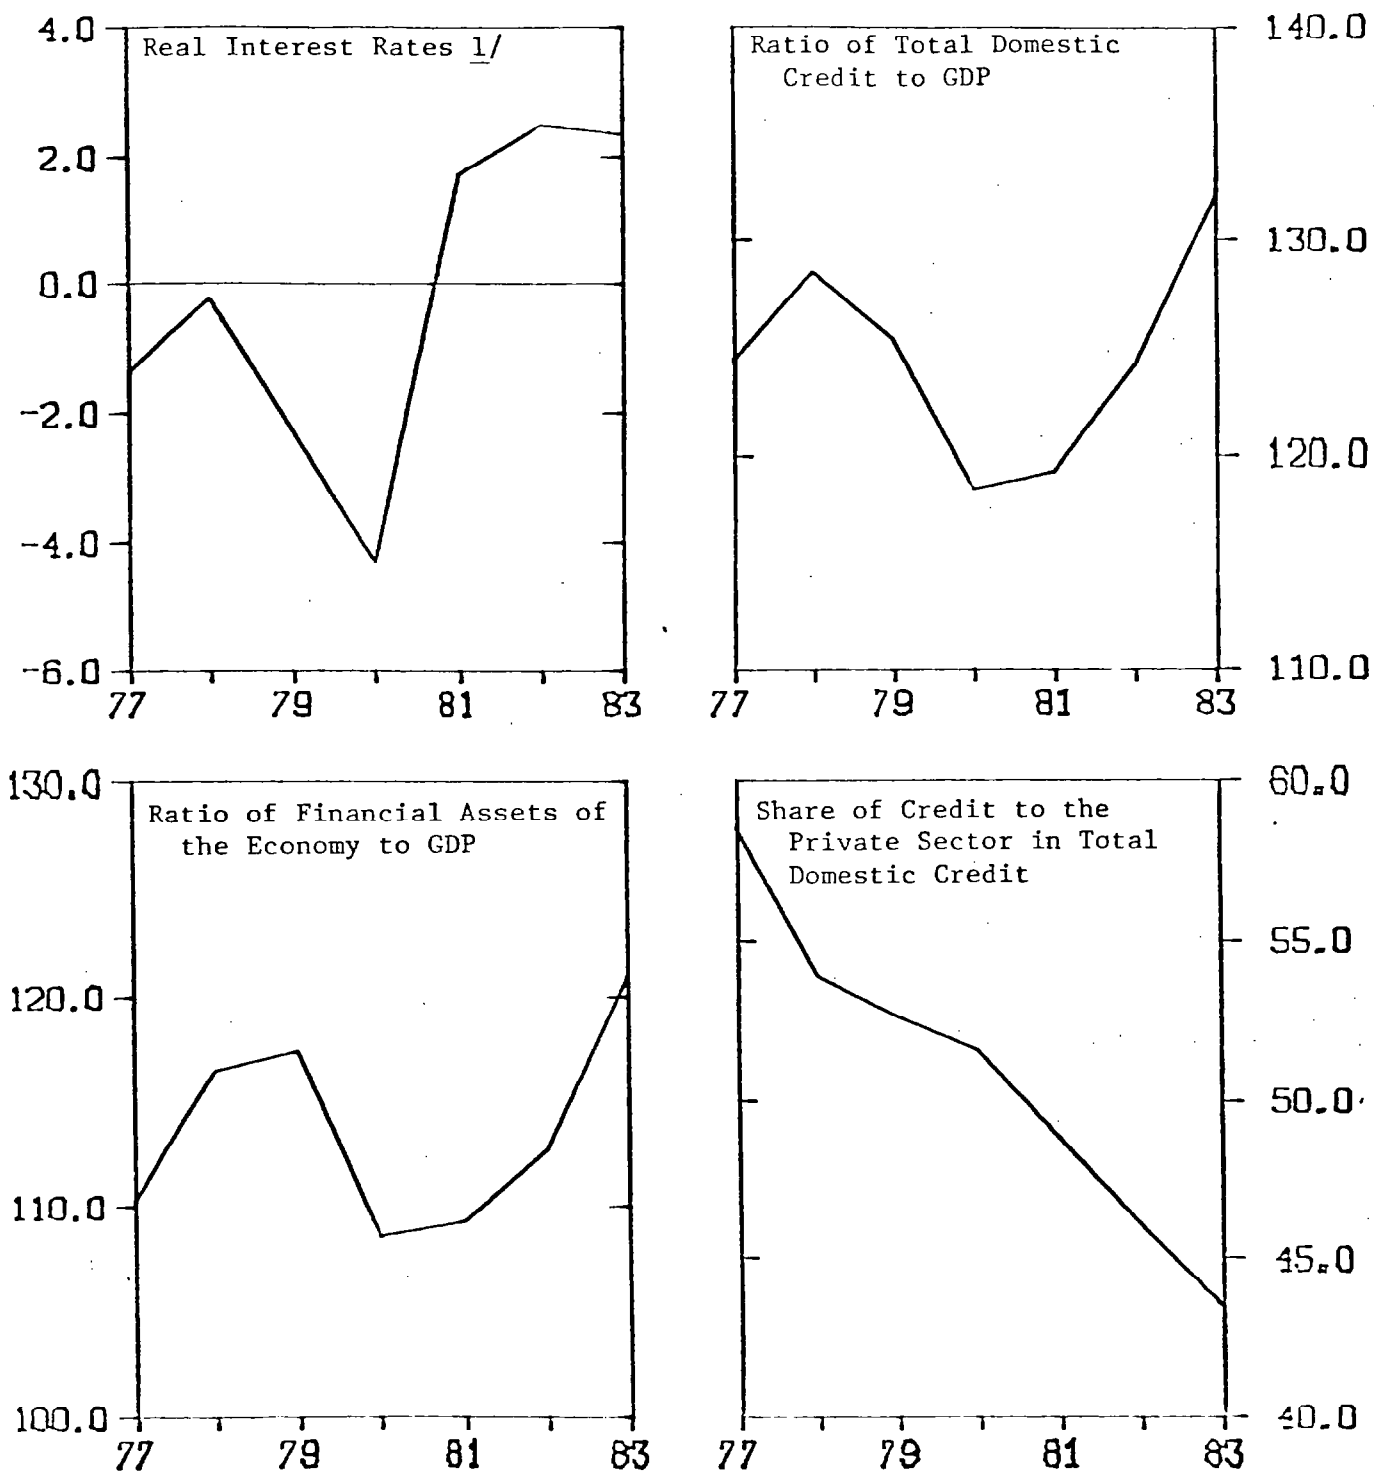 Real Interest Rates 1/
4.0
2.0
0.0
-2.0
-4.0
-6.0
77 79 81 83
Ratio of Total Domestic
Credit to GDP
140.0
130.0
120.0
110.0
77 79 81 83
Ratio of Financial Assets of
the Economy to GDP
130.0
120.0
110.0
100.0
77 79 81 83
Share of Credit to the
Private Sector in Total
Domestic Credit
60.0
55.0
50.0
45.0
40.0
77 79 81 83